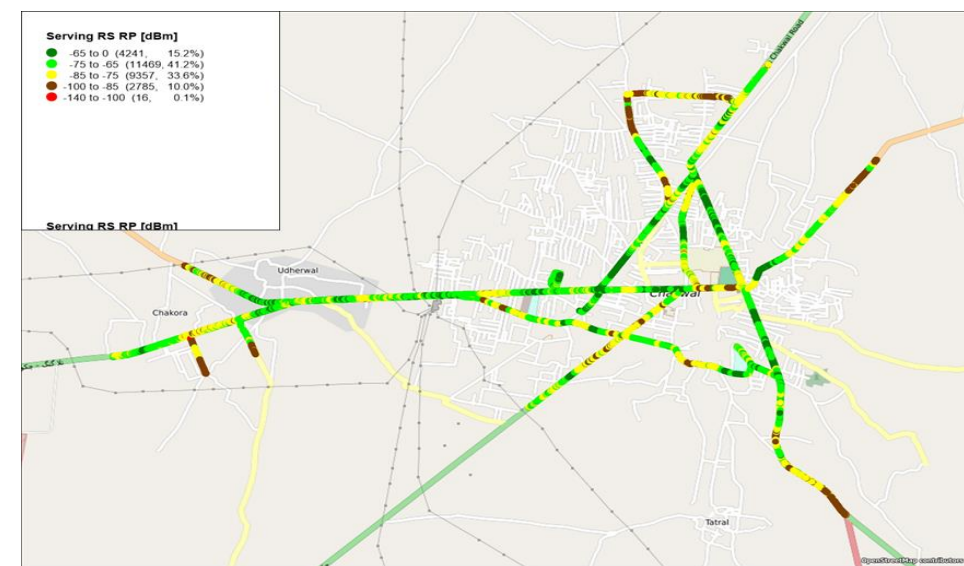 Serving RS RP [dBm]
-65 to 0 (4241, 15.2%)
-75 to -65 (11469, 41.2%)
-85 to -75 (9357, 33.6%)
-100 to -85 (2785, 10.0%)
-140 to -100 (16, 0.1%)
Serving RS RP [dBm]
Chakwal Road
Udherwal
Chakora
Chakwal
Tatral
OpenStreetMap contributors